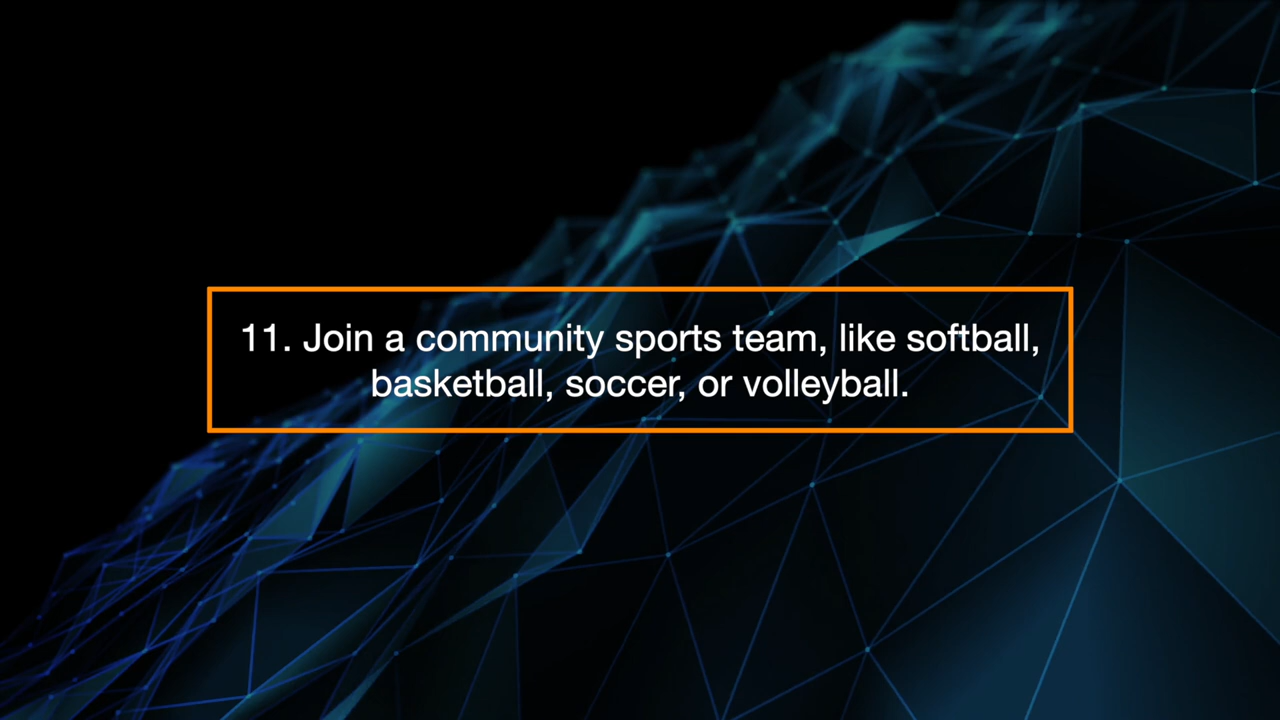 11. Join a community sports team, like softball,
basketball, soccer, or volleyball.